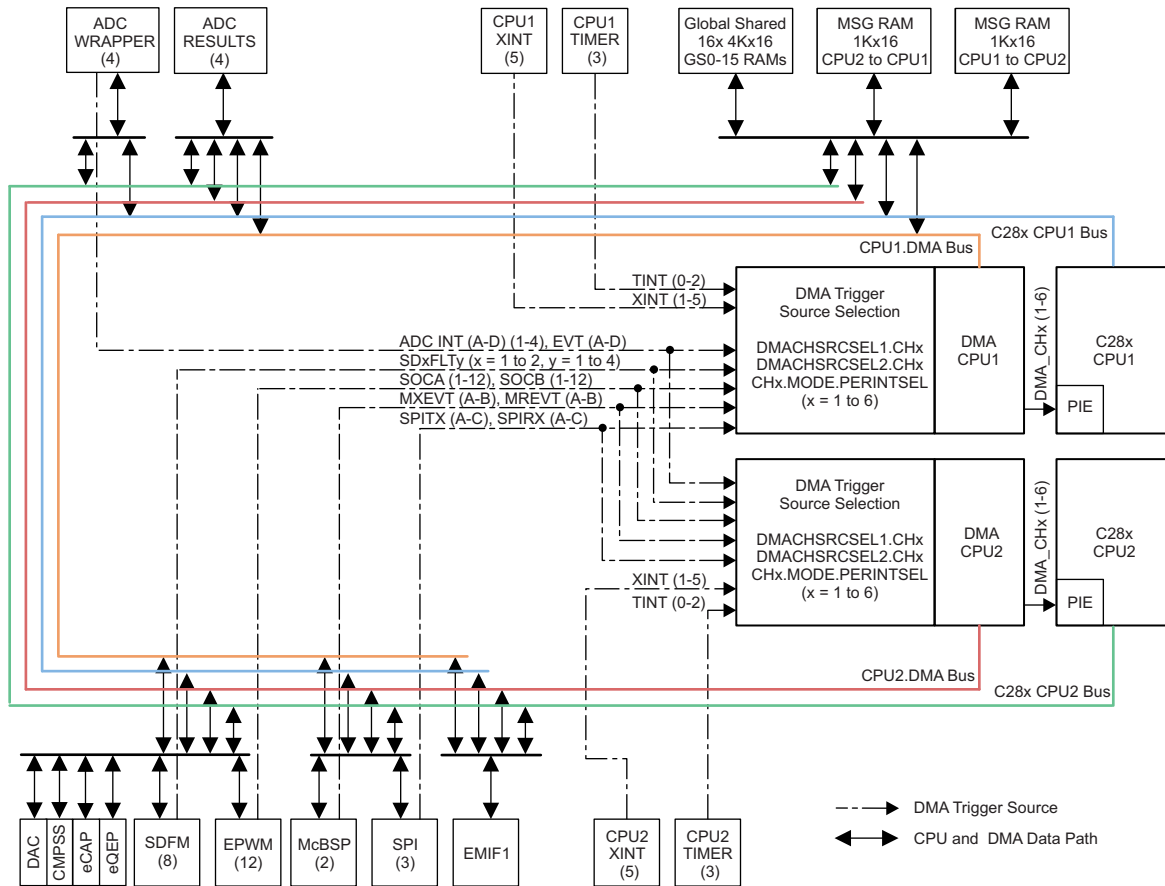 ADC
WRAPPER
(4)
ADC
RESULTS
(4)
CPU1
XINT
(5)
CPU1
TIMER
(3)
Global Shared
16x 4Kx16
GS0-15 RAMs
MSG RAM
1Kx16
CPU2 to CPU1
MSG RAM
1Kx16
CPU1 to CPU2
C28x CPU1 Bus
CPU1.DMA Bus
TINT (0-2)
XINT (1-5)
ADC INT (A-D) (1-4), EVT (A-D)
SDxFLTy (x = 1 to 2, y = 1 to 4)
SOCA (1-12), SOCB (1-12)
MXEVT (A-B), MREVT (A-B)
SPITX (A-C), SPIRX (A-C)
DMA Trigger
Source Selection
DMACHSRCSEL1.CHx
DMACHSRCSEL2.CHx
CHx.MODE.PERINTSEL
(x = 1 to 6)
DMA
CPU1
DMA_CHx (1-6)
C28x
CPU1
PIE
DMA Trigger
Source Selection
DMACHSRCSEL1.CHx
DMACHSRCSEL2.CHx
CHx.MODE.PERINTSEL
(x = 1 to 6)
DMA
CPU2
DMA_CHx (1-6)
C28x
CPU2
PIE
XINT (1-5)
TINT (0-2)
CPU2.DMA Bus
C28x CPU2 Bus
DAC
CMPSS
eCAP
eQEP
SDFM
(8)
EPWM
(12)
McBSP
(2)
SPI
(3)
EMIF1
CPU2
XINT
(5)
CPU2
TIMER
(3)
DMA Trigger Source
CPU and DMA Data Path